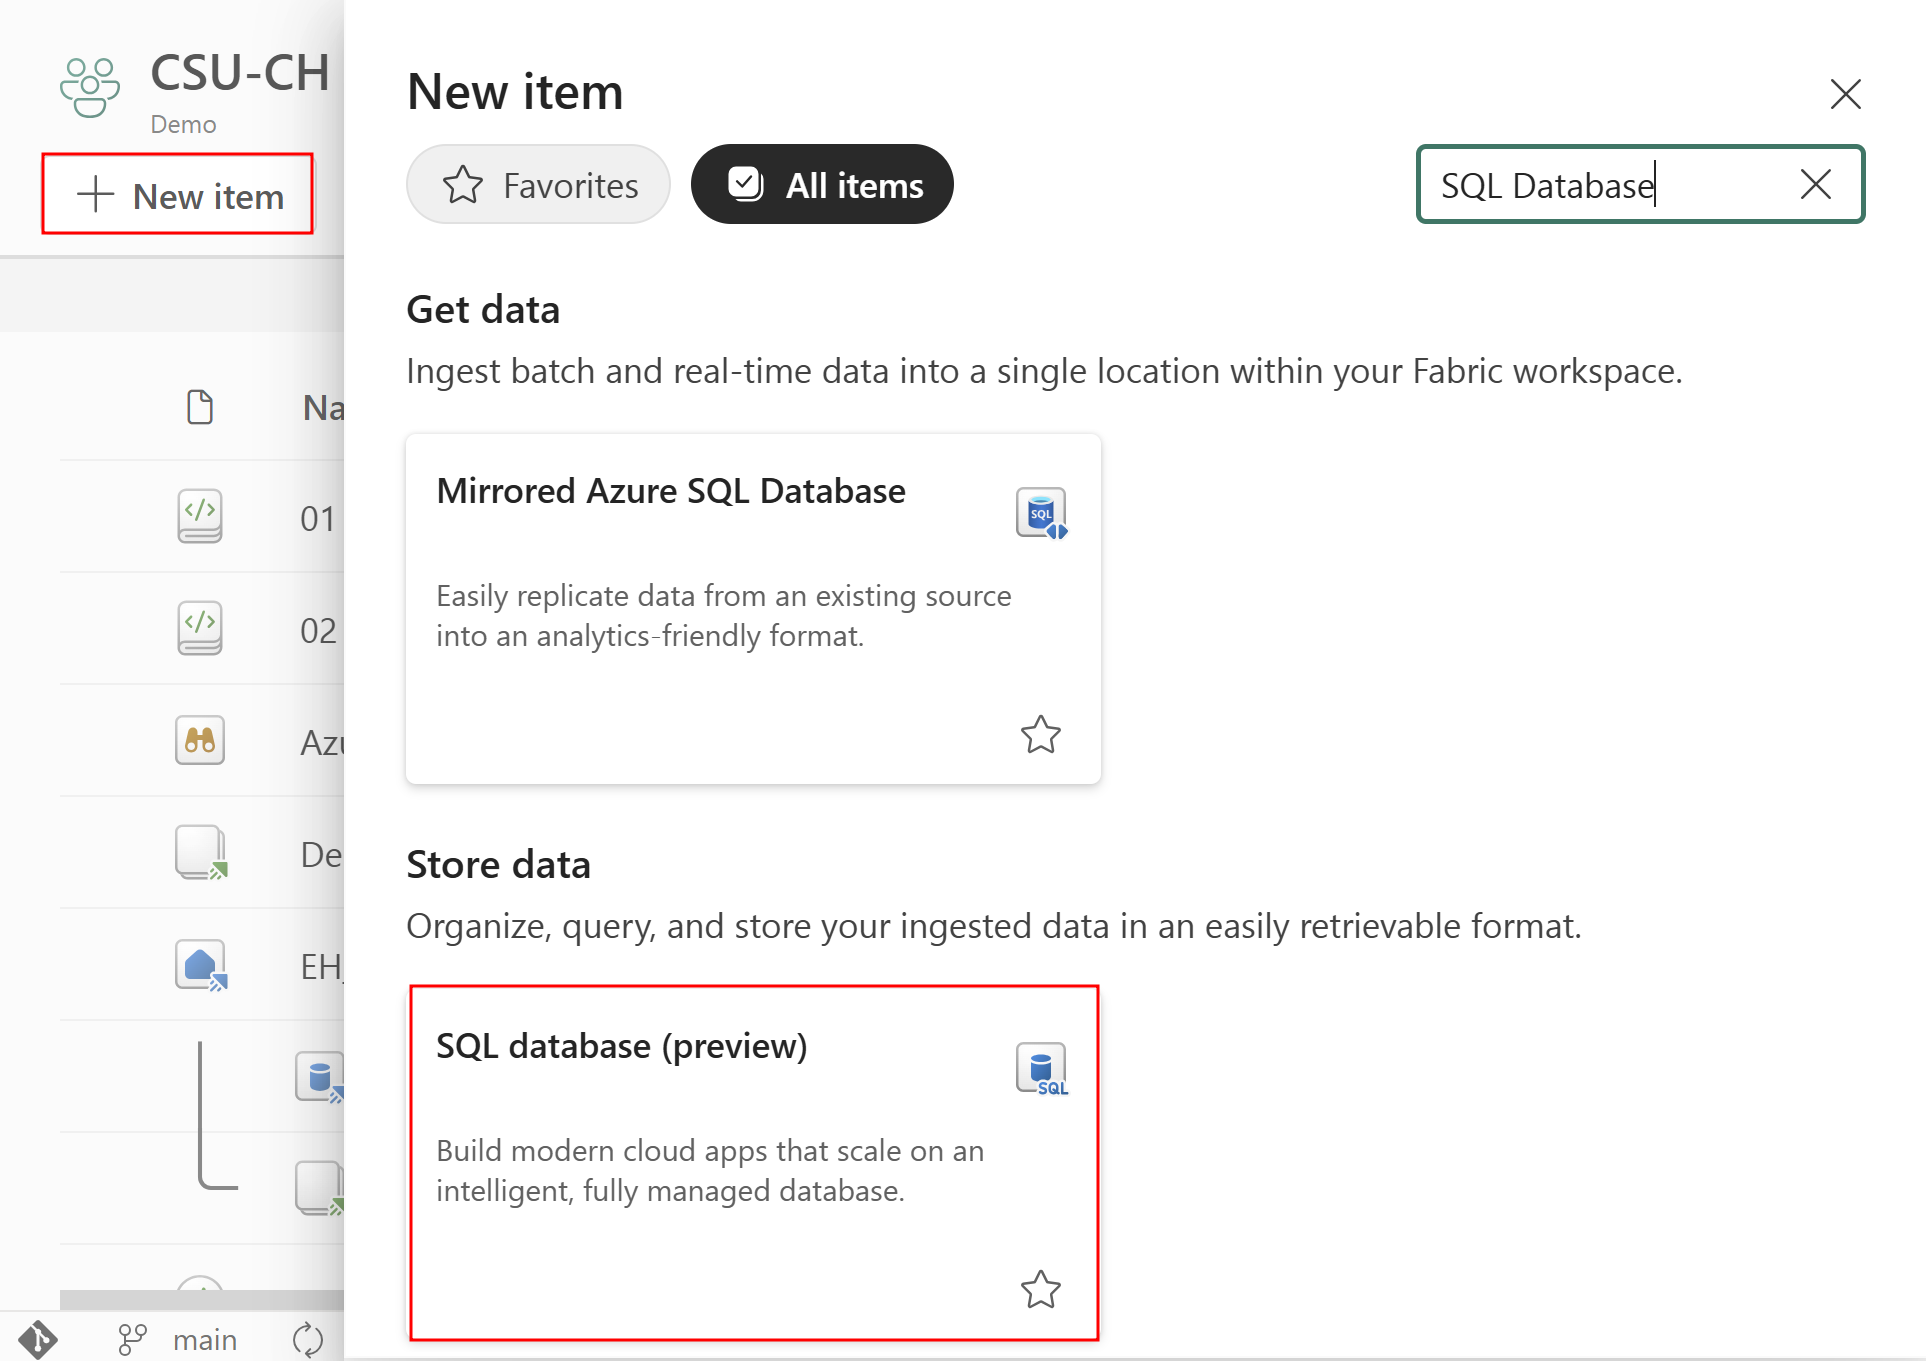 CSU-CH
Demo
New item
Na
01
02
Azu
De
EH_
main
New item
Favorites
All items
SQL Database
Get data
Ingest batch and real-time data into a single location within your Fabric workspace.
Mirrored Azure SQL Database
SQL
Easily replicate data from an existing source
into an analytics-friendly format.
Store data
Organize, query, and store your ingested data in an easily retrievable format.
SQL database (preview)
SQL
Build modern cloud apps that scale on an
intelligent, fully managed database.